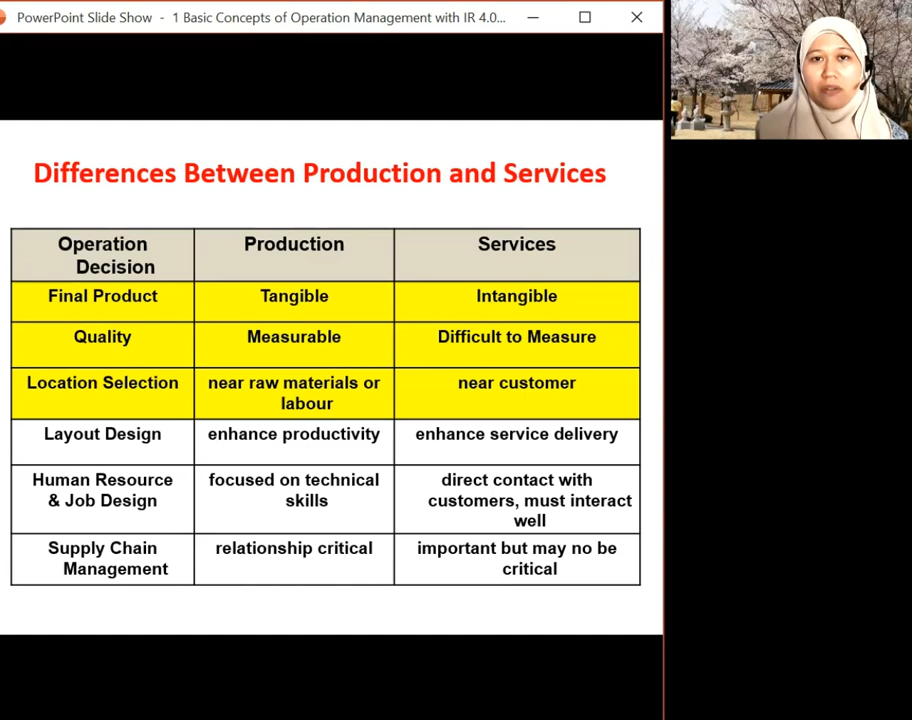 PowerPoint Slide Show - 1 Basic Concepts of Operation Management with IR 4.0...
Differences Between Production and Services
Operation Decision | Production | Services
Final Product | Tangible | Intangible
Quality | Measurable | Difficult to Measure
Location Selection | near raw materials or labour | near customer
Layout Design | enhance productivity | enhance service delivery
Human Resource & Job Design | focused on technical skills | direct contact with customers, must interact well
Supply Chain Management | relationship critical | important but may no be critical